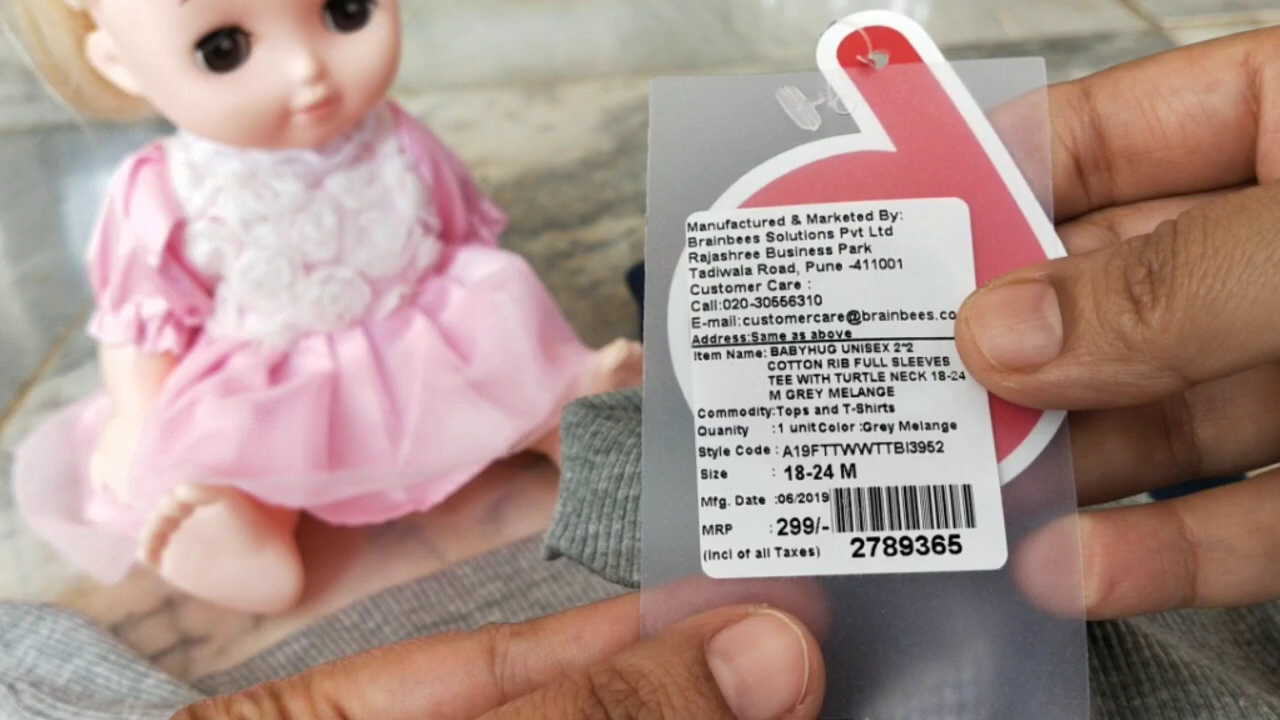 Manufactured & Marketed By:
Brainbees Solutions Pvt Ltd
Rajashree Business Park
Tadiwala Road, Pune -411001
Customer Care :
Call:020-30556310
E-mail:customercare@brainbees.co
Address:Same as above
Item Name: BABYHUG UNISEX 2*2
COTTON RIB FULL SLEEVES
TEE WITH TURTLE NECK 18-24
M GREY MELANGE
Commodity:Tops and T-Shirts
Quanity :1 unit Color :Grey Melange
Style Code : A19FTTWWTTBI3952
Size : 18-24 M
Mfg. Date :06/2019
MRP : 299/-
(Incl of all Taxes) 2789365